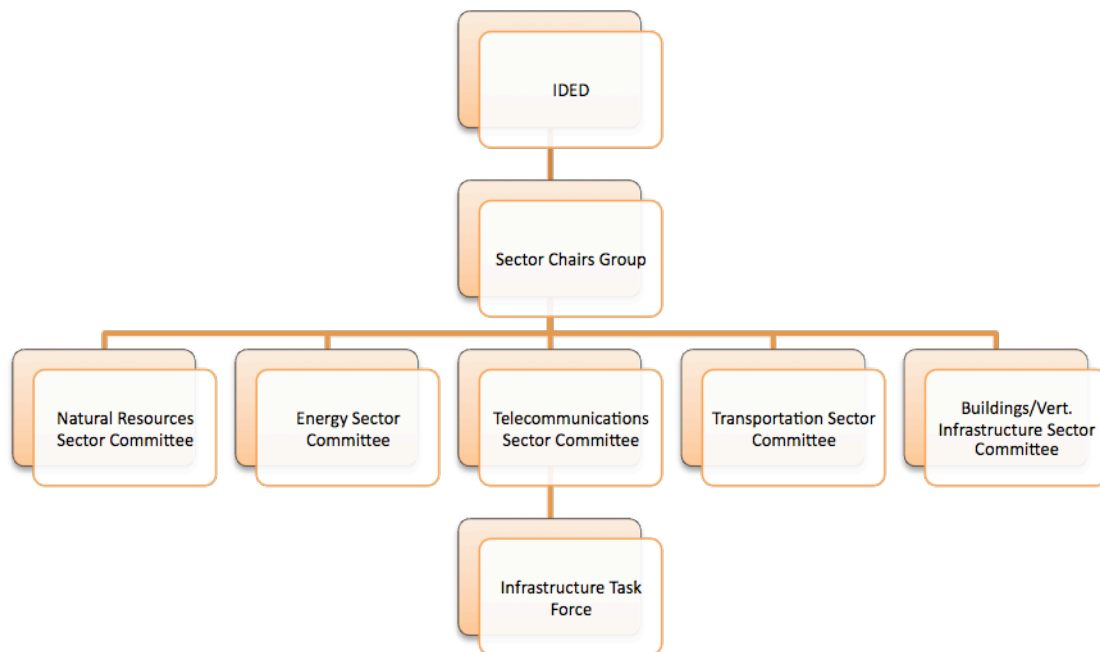 IDED
Sector Chairs Group
Natural Resources
Sector Committee
Energy Sector
Committee
Telecommunications
Sector Committee
Transportation Sector
Committee
Buildings/Vert.
Infrastructure Sector
Committee
Infrastructure Task
Force